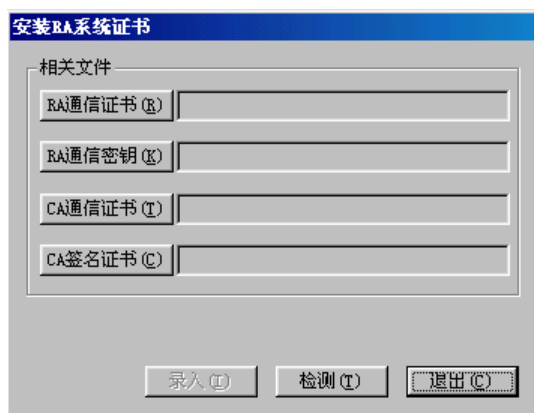 安装RA系统证书
相关文件
RA通信证书(R)
RA通信密钥(K)
CA通信证书(T)
CA签名证书(C)
录入(I) 检测(T) 退出(C)